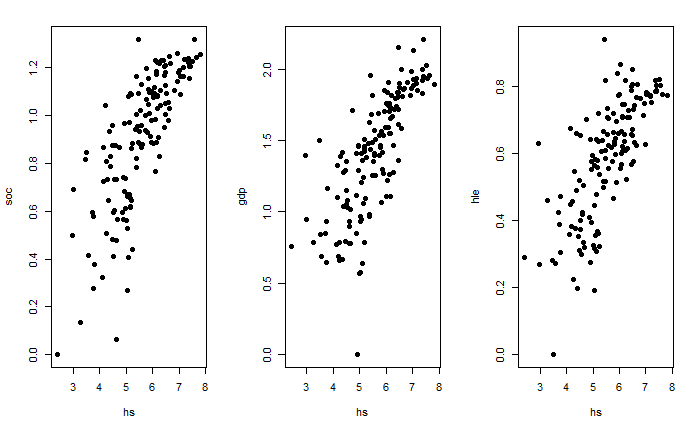 soc
0.0 0.2 0.4 0.6 0.8 1.0 1.2
3 4 5 6 7 8
hs
gdp
0.0 0.5 1.0 1.5 2.0
3 4 5 6 7 8
hs
hle
0.0 0.2 0.4 0.6 0.8
3 4 5 6 7 8
hs